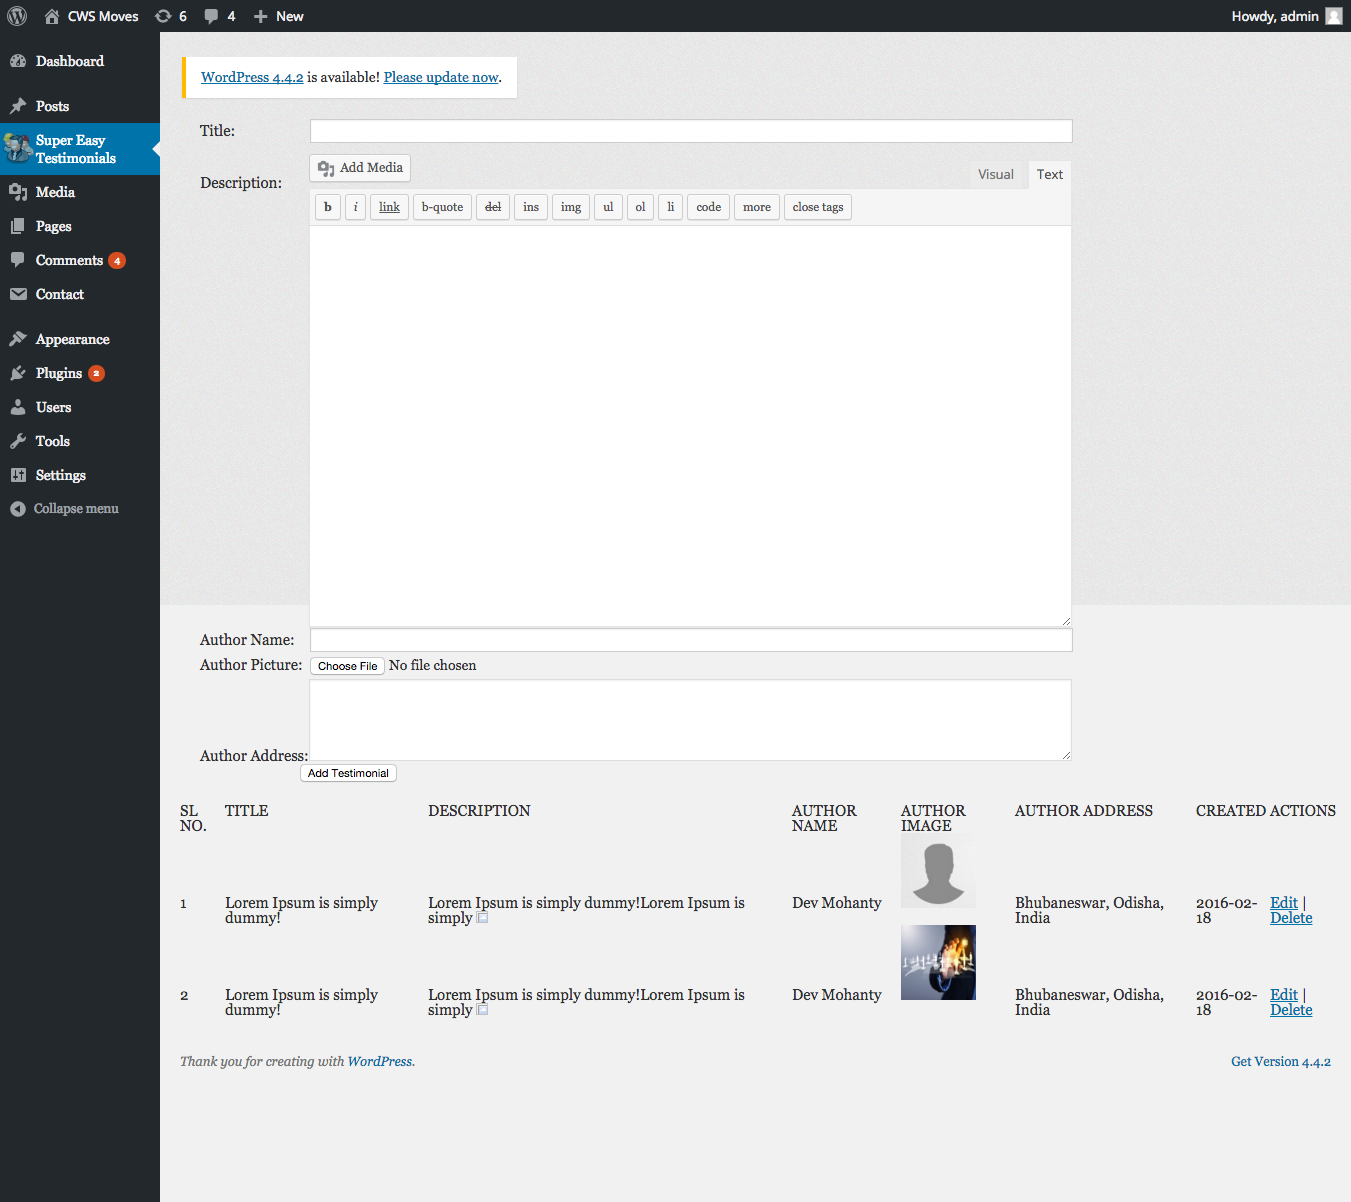 CWS Moves 6 4 New Howdy, admin
Dashboard
Posts
Super Easy
Testimonials
Media
Pages
Comments 4
Contact
Appearance
Plugins 2
Users
Tools
Settings
Collapse menu
WordPress 4.4.2 is available! Please update now.
Title:
Description:
Add Media
Visual Text
b i link b-quote del ins img ul ol li code more close tags
Author Name:
Author Picture: Choose File No file chosen
Author Address:
Add Testimonial
SL NO. TITLE DESCRIPTION AUTHOR NAME AUTHOR IMAGE AUTHOR ADDRESS CREATED ACTIONS
1 Lorem Ipsum is simply dummy! Lorem Ipsum is simply dummy!Lorem Ipsum is simply Dev Mohanty Bhubaneswar, Odisha, India 2016-02-18 Edit | Delete
2 Lorem Ipsum is simply dummy! Lorem Ipsum is simply dummy!Lorem Ipsum is simply Dev Mohanty Bhubaneswar, Odisha, India 2016-02-18 Edit | Delete
Thank you for creating with WordPress. Get Version 4.4.2